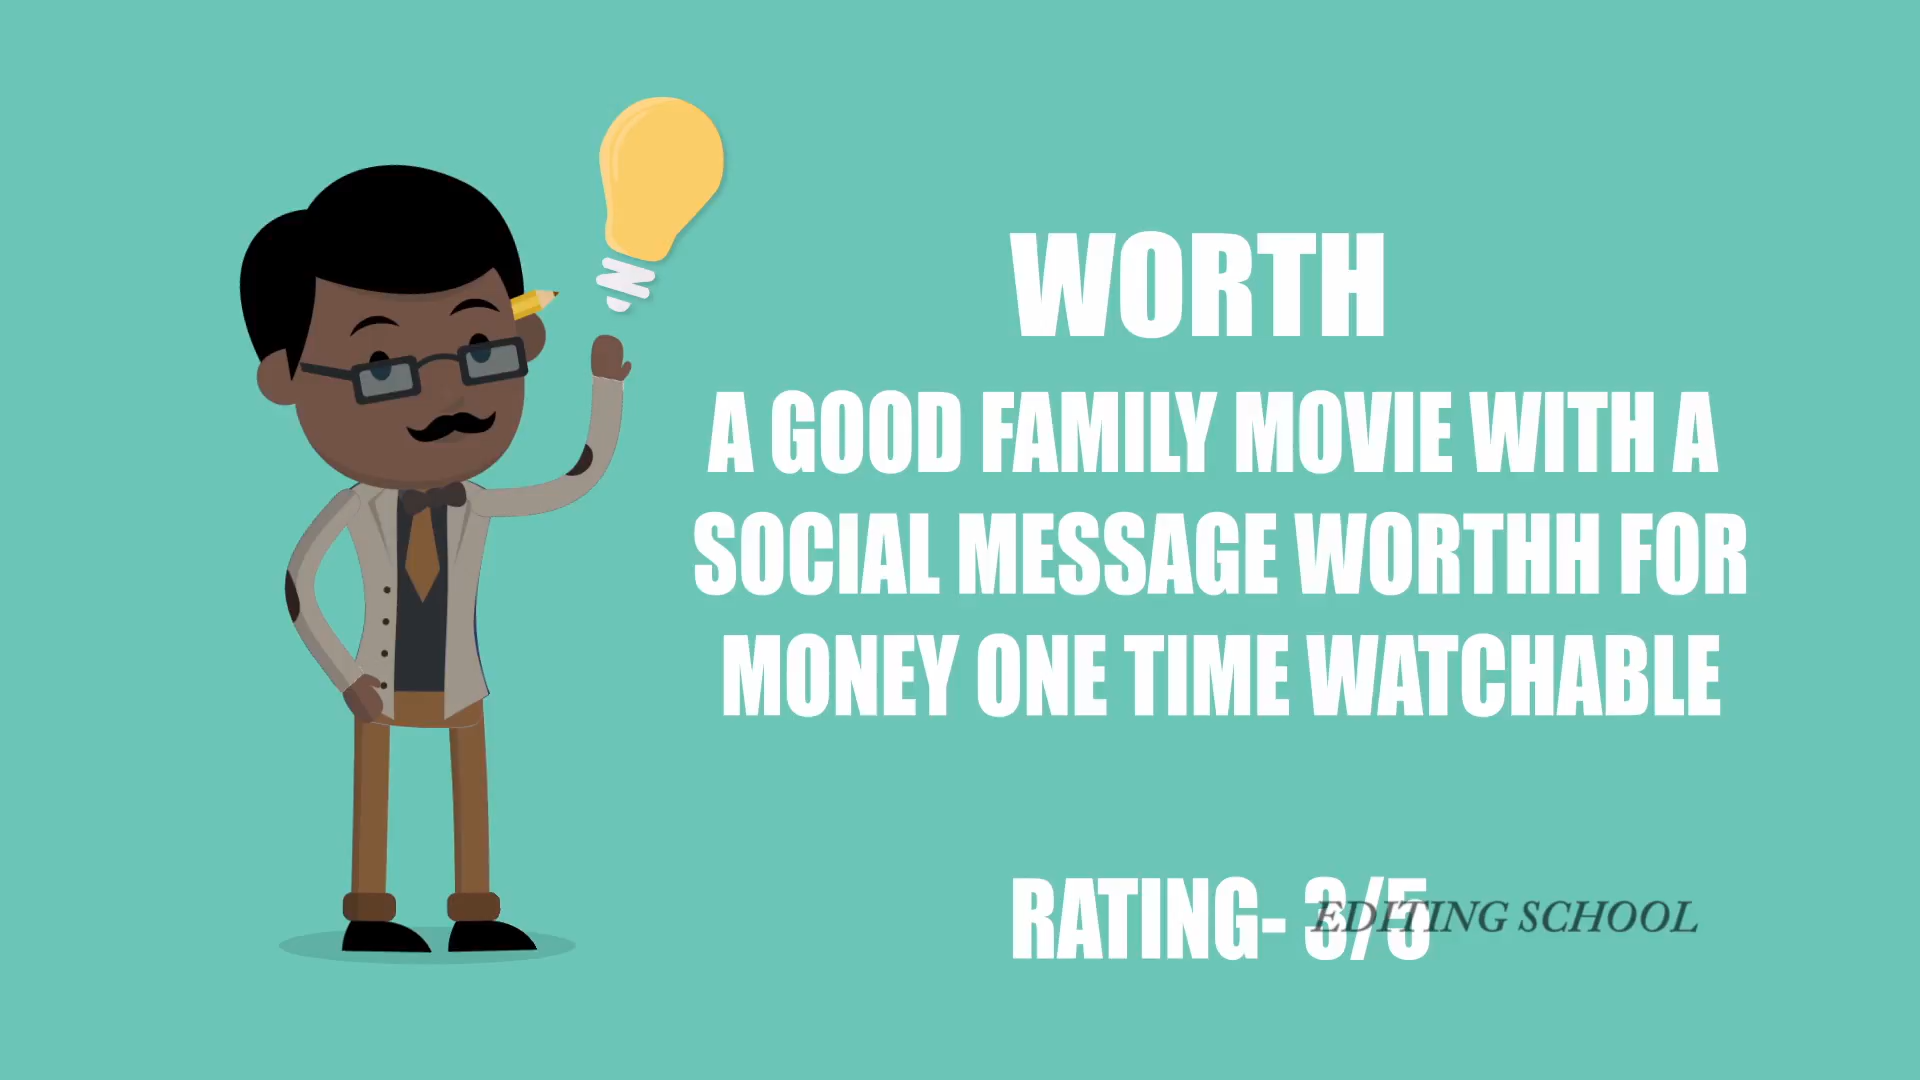 WORTH
A GOOD FAMILY MOVIE WITH A
SOCIAL MESSAGE WORTHH FOR
MONEY ONE TIME WATCHABLE
RATING- 3/5
EDITING SCHOOL